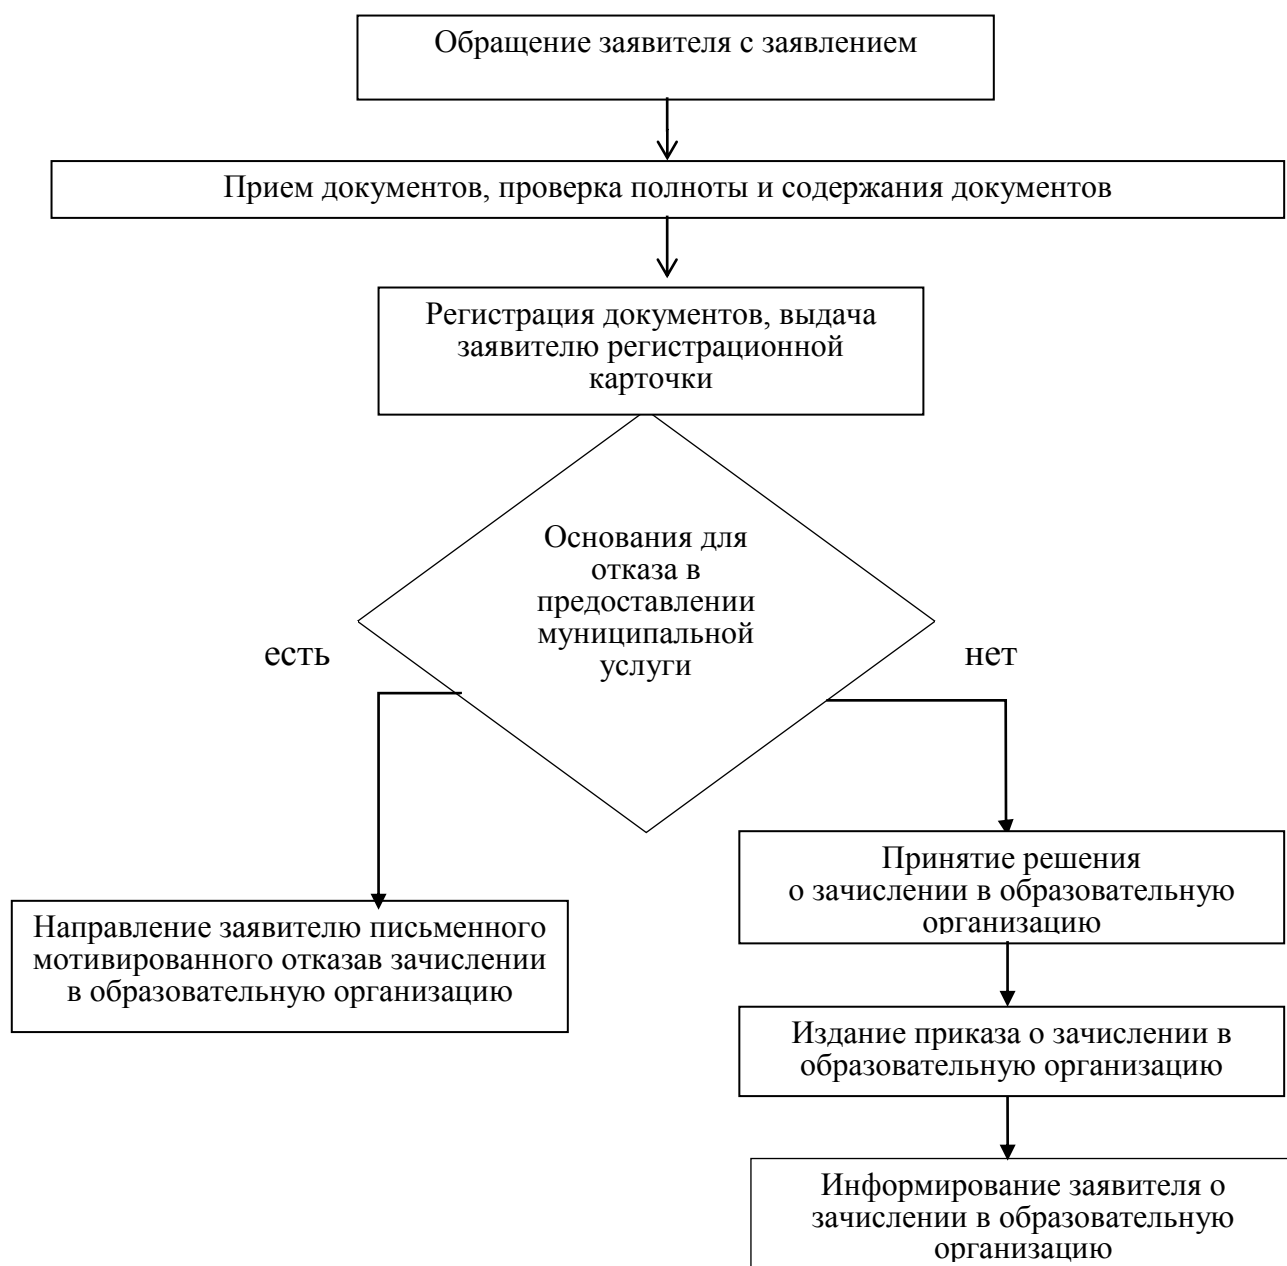 Обращение заявителя с заявлением
Прием документов, проверка полноты и содержания документов
Регистрация документов, выдача
заявителю регистрационной
карточки
Основания для
отказа в
предоставлении
муниципальной
услуги
есть
нет
Принятие решения
о зачислении в образовательную
организацию
Направление заявителю письменного
мотивированного отказав зачислении
в образовательную организацию
Издание приказа о зачислении в
образовательную организацию
Информирование заявителя о
зачислении в образовательную
организацию